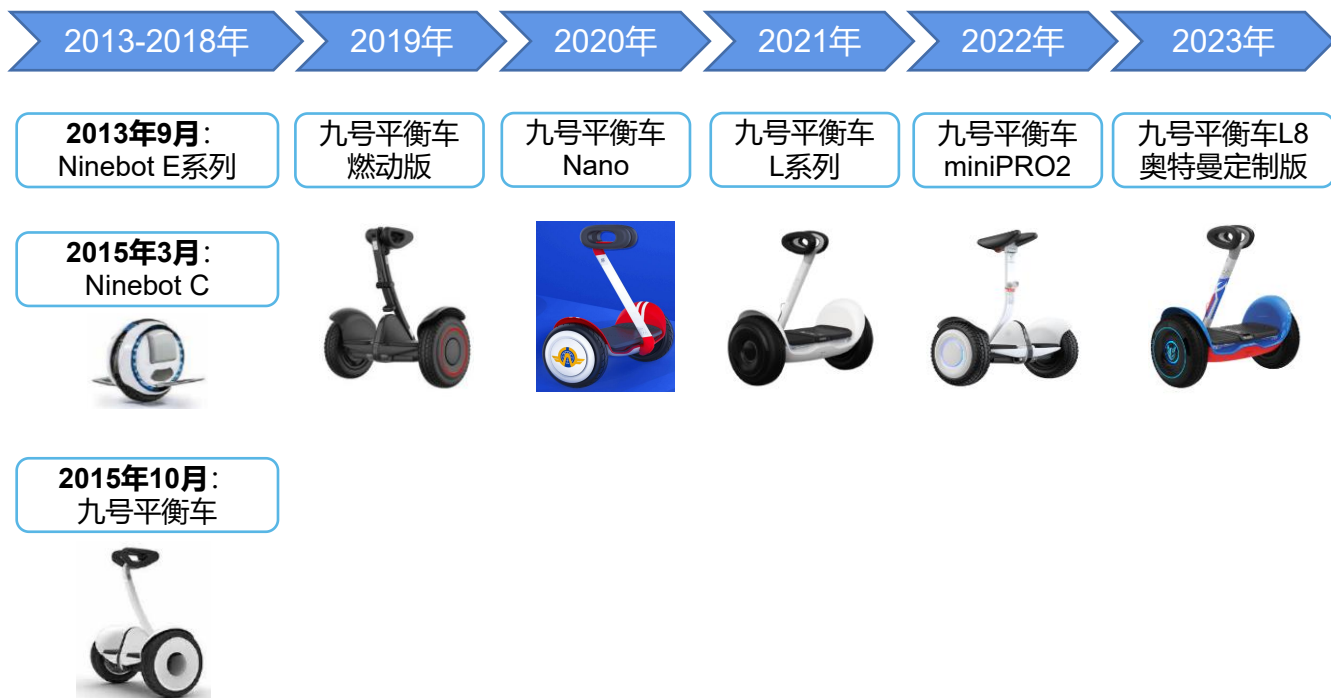 2013-2018年
2019年
2020年
2021年
2022年
2023年
2013年9月：
Ninebot E系列
九号平衡车
燃动版
九号平衡车
Nano
九号平衡车
L系列
九号平衡车
miniPRO2
九号平衡车L8
奥特曼定制版
2015年3月：
Ninebot C
2015年10月：
九号平衡车